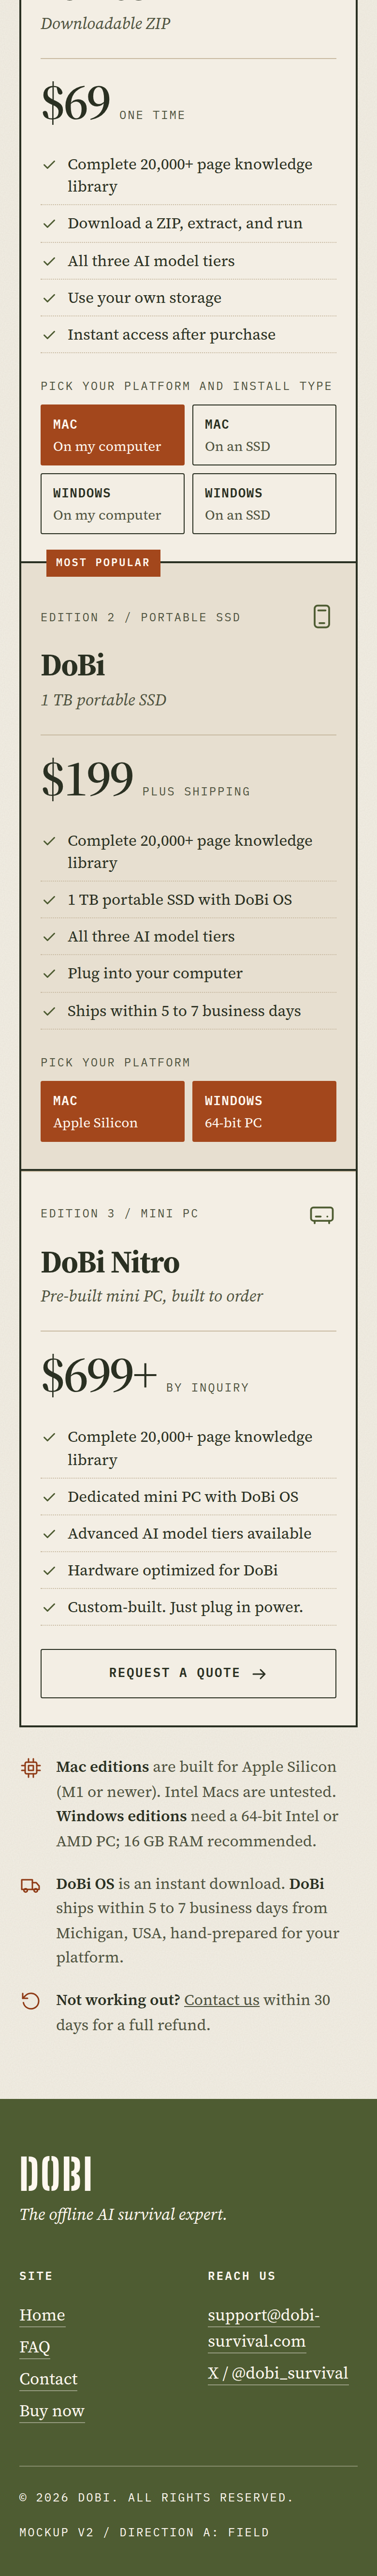 Downloadable ZIP
$69 ONE TIME
Complete 20,000+ page knowledge
library
Download a ZIP, extract, and run
All three AI model tiers
Use your own storage
Instant access after purchase
PICK YOUR PLATFORM AND INSTALL TYPE
MAC
On my computer
MAC
On an SSD
WINDOWS
On my computer
WINDOWS
On an SSD
MOST POPULAR
EDITION 2 / PORTABLE SSD
DoBi
1 TB portable SSD
$199 PLUS SHIPPING
Complete 20,000+ page knowledge
library
1 TB portable SSD with DoBi OS
All three AI model tiers
Plug into your computer
Ships within 5 to 7 business days
PICK YOUR PLATFORM
MAC
Apple Silicon
WINDOWS
64-bit PC
EDITION 3 / MINI PC
DoBi Nitro
Pre-built mini PC, built to order
$699+ BY INQUIRY
Complete 20,000+ page knowledge
library
Dedicated mini PC with DoBi OS
Advanced AI model tiers available
Hardware optimized for DoBi
Custom-built. Just plug in power.
REQUEST A QUOTE →
Mac editions are built for Apple Silicon
(M1 or newer). Intel Macs are untested.
Windows editions need a 64-bit Intel or
AMD PC; 16 GB RAM recommended.
DoBi OS is an instant download. DoBi
ships within 5 to 7 business days from
Michigan, USA, hand-prepared for your
platform.
Not working out? Contact us within 30
days for a full refund.
DOBI
The offline AI survival expert.
SITE
Home
FAQ
Contact
Buy now
REACH US
support@dobi-
survival.com
X / @dobi_survival
© 2026 DOBI. ALL RIGHTS RESERVED.
MOCKUP V2 / DIRECTION A: FIELD